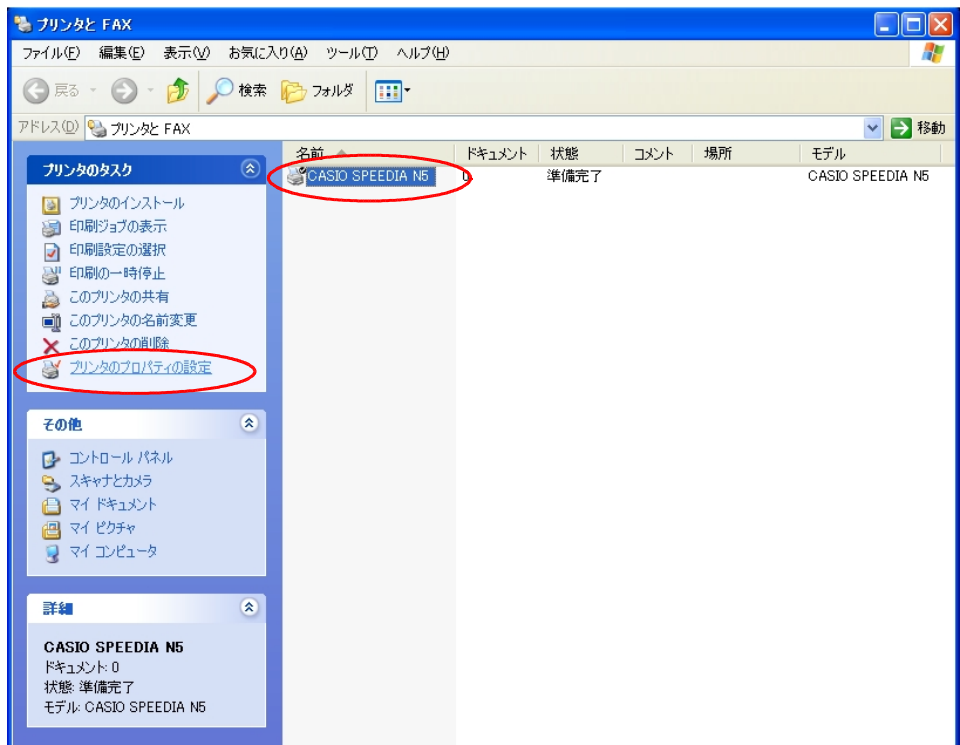 プリンタと FAX
ファイル(F) 編集(E) 表示(V) お気に入り(A) ツール(T) ヘルプ(H)
戻る 検索 フォルダ
アドレス(D) プリンタと FAX 移動
名前 ドキュメント 状態 コメント 場所 モデル
CASIO SPEEDIA N5 0 準備完了 CASIO SPEEDIA N5
プリンタのタスク
プリンタのインストール
印刷ジョブの表示
印刷設定の選択
印刷の一時停止
このプリンタの共有
このプリンタの名前変更
このプリンタの削除
プリンタのプロパティの設定
その他
コントロール パネル
スキャナとカメラ
マイ ドキュメント
マイ ピクチャ
マイ コンピュータ
詳細
CASIO SPEEDIA N5
ドキュメント: 0
状態: 準備完了
モデル: CASIO SPEEDIA N5